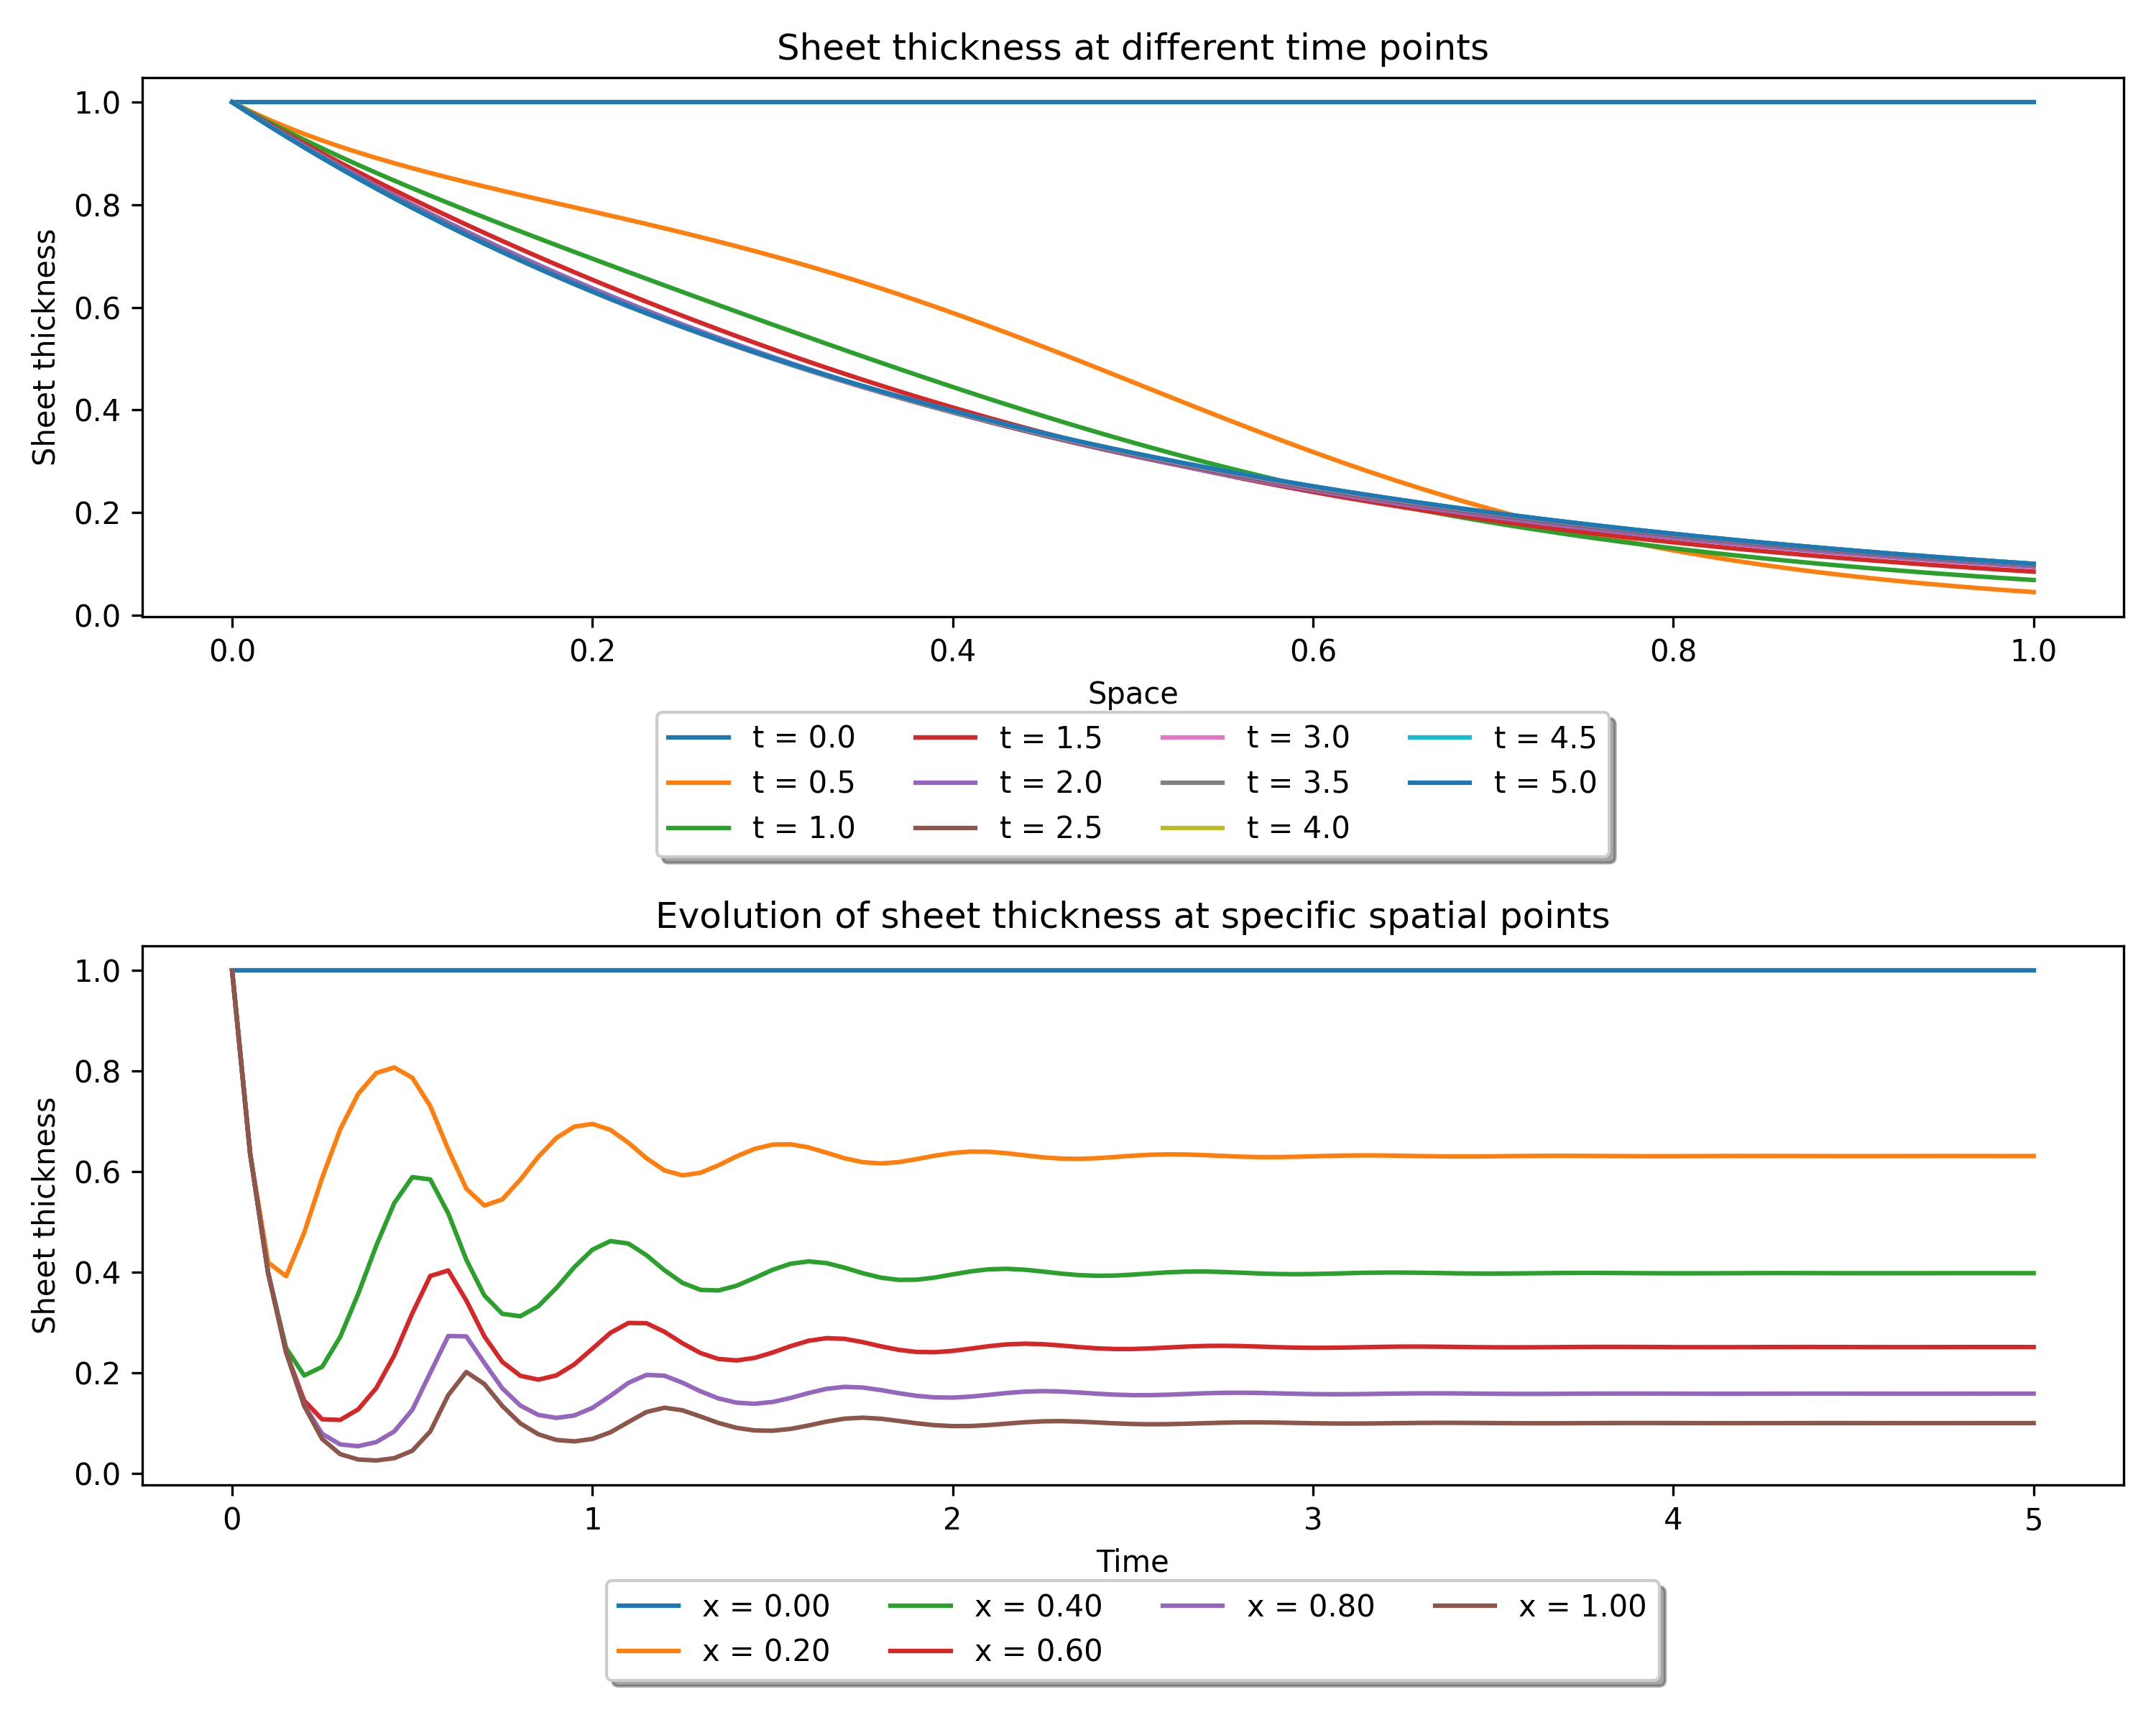 Sheet thickness at different time points
Sheet thickness
1.0
0.8
0.6
0.4
0.2
0.0
0.0 0.2 0.4 0.6 0.8 1.0
Space
t = 0.0 t = 1.5 t = 3.0 t = 4.5
t = 0.5 t = 2.0 t = 3.5 t = 5.0
t = 1.0 t = 2.5 t = 4.0
Evolution of sheet thickness at specific spatial points
Sheet thickness
1.0
0.8
0.6
0.4
0.2
0.0
0 1 2 3 4 5
Time
x = 0.00 x = 0.40 x = 0.80 x = 1.00
x = 0.20 x = 0.60